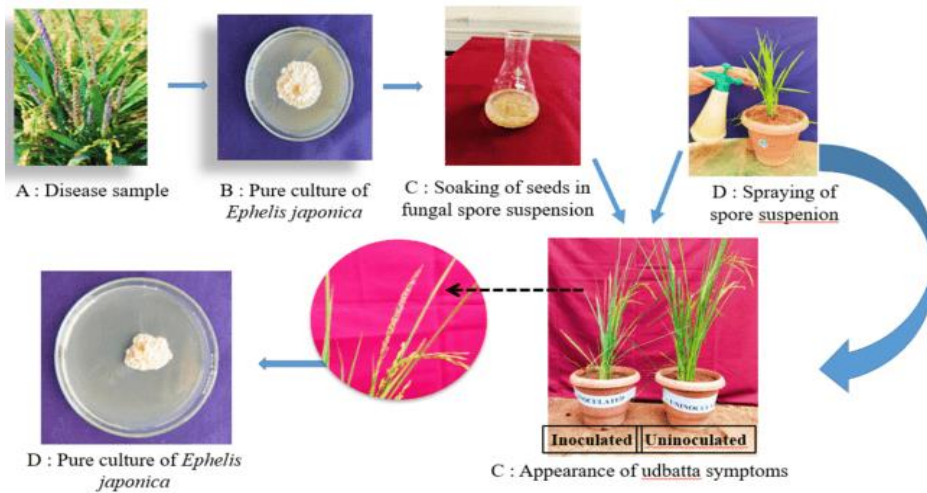 A : Disease sample
B : Pure culture of
Ephelis japonica
C : Soaking of seeds in
fungal spore suspension
D : Spraying of
spore suspenion
INOCULATED
UNINOCULA
Inoculated
Uninoculated
C : Appearance of udbatta symptoms
D : Pure culture of Ephelis
japonica